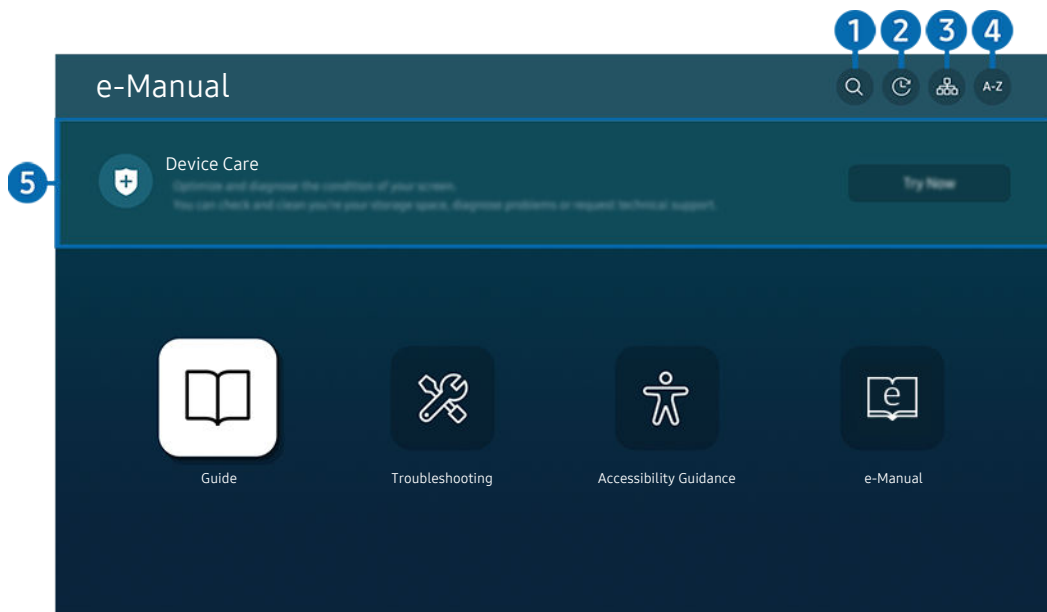 1 2 3 4
e-Manual
A-Z
5
Device Care
Optimize and diagnose the condition of your screen.
You can check and clean you're your storage space, diagnose problems or request technical support.
Try Now
e
Guide
Troubleshooting
Accessibility Guidance
e-Manual